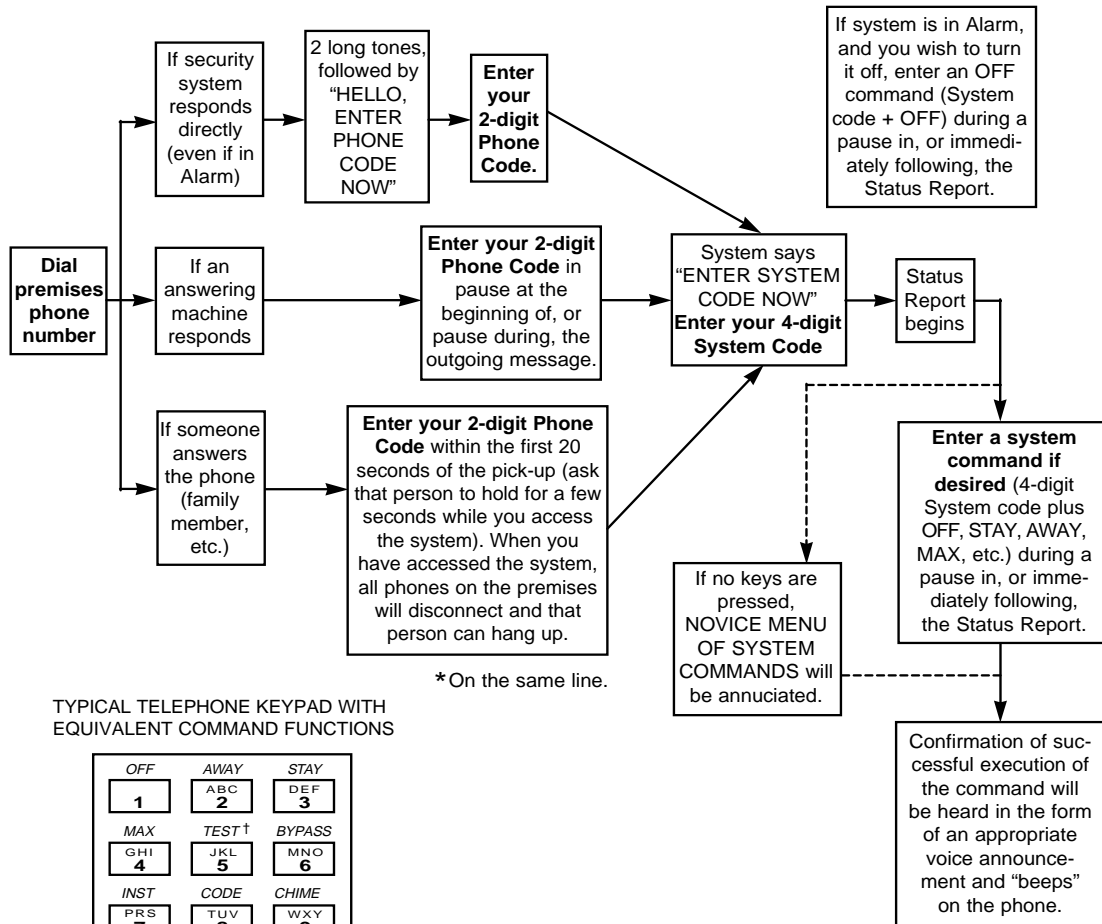 If security
system
responds
directly
(even if in
Alarm)
2 long tones,
followed by
“HELLO,
ENTER
PHONE
CODE
NOW”
Enter
your
2-digit
Phone
Code.
If system is in Alarm,
and you wish to turn
it off, enter an OFF
command (System
code + OFF) during a
pause in, or immedi-
ately following, the
Status Report.
Dial
premises
phone
number
If an
answering
machine
responds
Enter your 2-digit
Phone Code in
pause at the
beginning of, or
pause during, the
outgoing message.
System says
“ENTER SYSTEM
CODE NOW”
Enter your 4-digit
System Code
Status
Report
begins
If someone
answers
the phone
(family
member,
etc.)
Enter your 2-digit Phone
Code within the first 20
seconds of the pick-up (ask
that person to hold for a few
seconds while you access
the system). When you
have accessed the system,
all phones on the premises
will disconnect and that
person can hang up.
*On the same line.
If no keys are
pressed,
NOVICE MENU
OF SYSTEM
COMMANDS will
be annuciated.
Enter a system
command if
desired (4-digit
System code plus
OFF, STAY, AWAY,
MAX, etc.) during a
pause in, or imme-
diately following,
the Status Report.
Confirmation of suc-
cessful execution of
the command will
be heard in the form
of an appropriate
voice announce-
ment and “beeps”
on the phone.
TYPICAL TELEPHONE KEYPAD WITH
EQUIVALENT COMMAND FUNCTIONS
OFF AWAY STAY
ABC DEF
1 2 3
MAX TEST † BYPASS
GHI JKL MNO
4 5 6
INST CODE CHIME
PRS TUV WXY